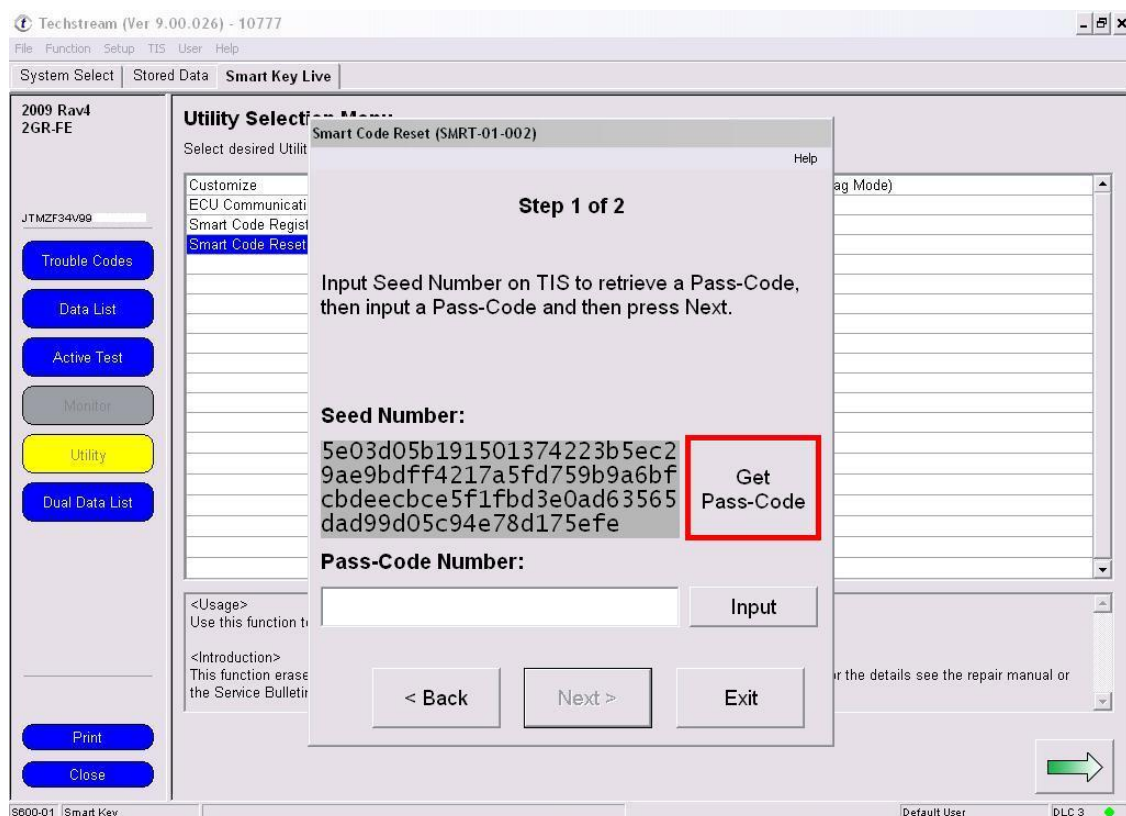 Techstream (Ver 9.00.026) - 10777
File Function Setup TIS User Help
System Select Stored Data Smart Key Live
2009 Rav4
2GR-FE
JTMZF34V99
Trouble Codes
Data List
Active Test
Monitor
Utility
Dual Data List
Print
Close
Utility Selection Menu
Select desired Utilit
Customize
ag Mode)
ECU Communicati
Smart Code Regist
Smart Code Reset
Smart Code Reset (SMRT-01-002)
Help
Step 1 of 2
Input Seed Number on TIS to retrieve a Pass-Code,
then input a Pass-Code and then press Next.
Seed Number:
5e03d05b191501374223b5ec2
9ae9bdff4217a5fd759b9a6bf
cbdeecbce5f1fbd3e0ad63565
dad99d05c94e78d175efe
Get
Pass-Code
Pass-Code Number:
Input
< Back Next > Exit
<Usage>
Use this function t
<Introduction>
This function erase
r the details see the repair manual or
the Service Bulletin
S600-01 Smart Key Default User DLC 3